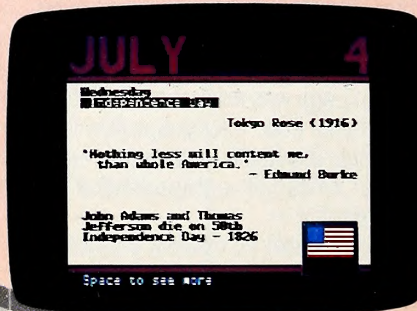 JULY 4
Wednesday
Independence Day
Tokyo Rose (1916)
"Nothing less will content me,
than whole America."
- Edmund Burke
John Adams and Thomas
Jefferson die on 50th
Independence Day - 1826
Space to see more